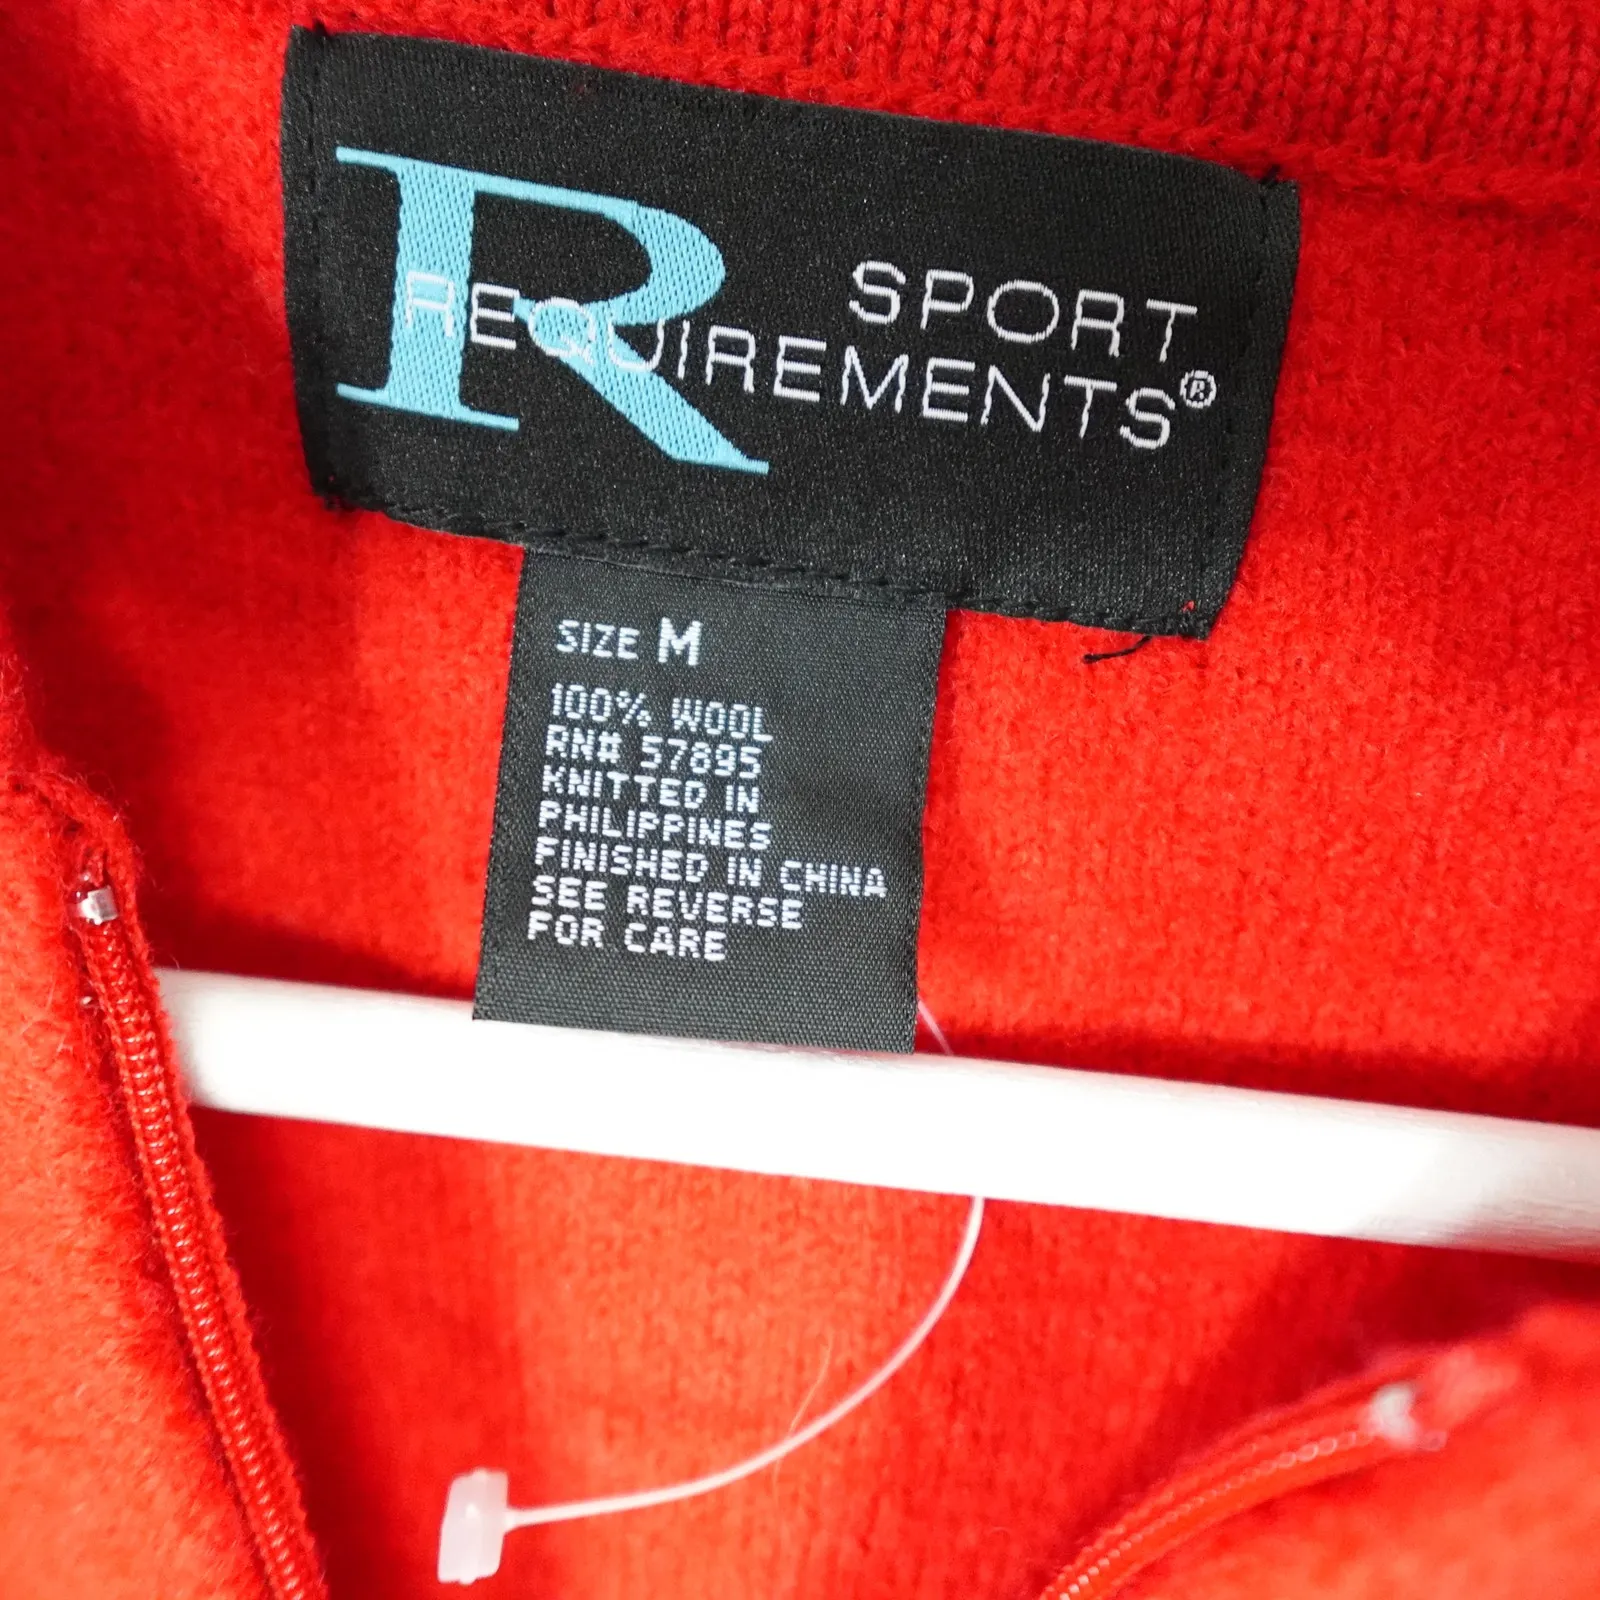 R
SPORT
REQUIREMENTS®
SIZE M
100% WOOL
RN# 57895
KNITTED IN
PHILIPPINES
FINISHED IN CHINA
SEE REVERSE
FOR CARE